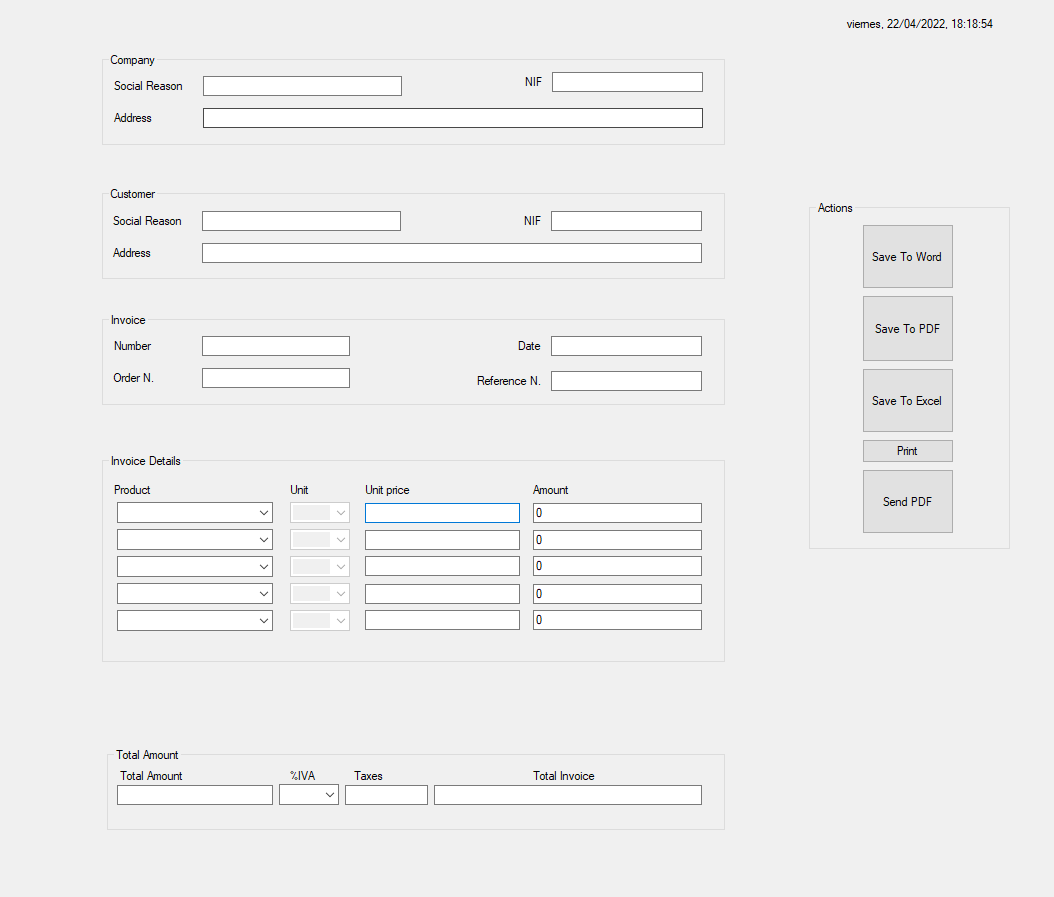 viernes, 22/04/2022, 18:18:54
Company
Social Reason NIF
Address
Customer
Social Reason NIF
Address
Invoice
Number Date
Order N. Reference N.
Invoice Details
Product Unit Unit price Amount
0
0
0
0
0
Total Amount
Total Amount %IVA Taxes Total Invoice
Actions
Save To Word
Save To PDF
Save To Excel
Print
Send PDF